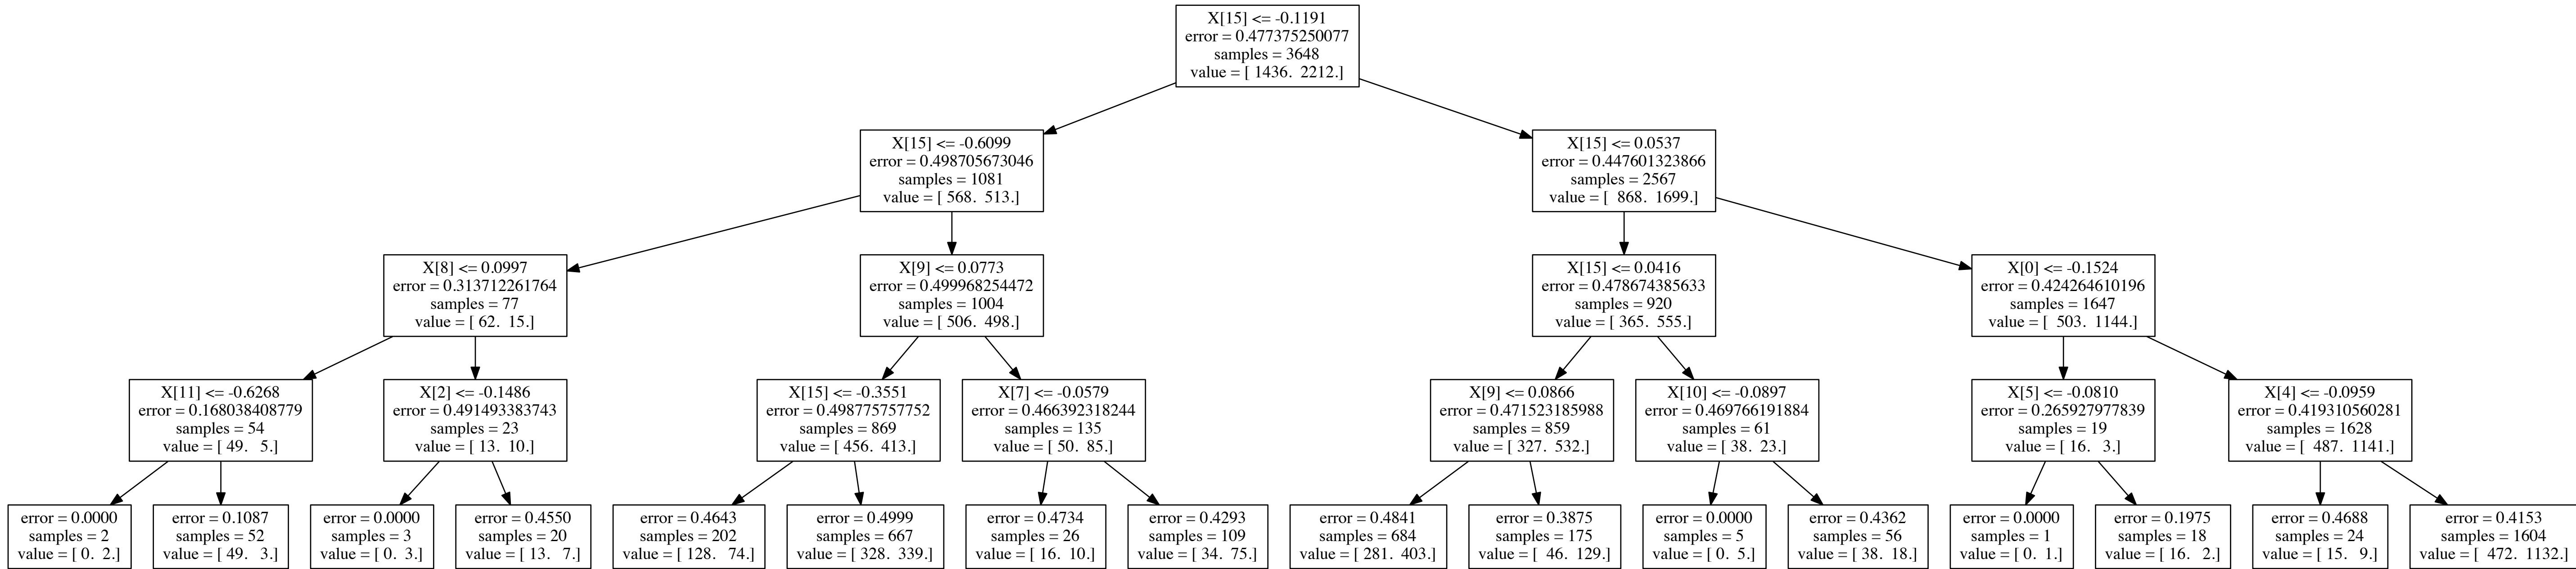 X[15] <= -0.1191
error = 0.477375250077
samples = 3648
value = [ 1436.  2212.]
X[15] <= -0.6099
error = 0.498705673046
samples = 1081
value = [ 568.  513.]
X[15] <= 0.0537
error = 0.447601323866
samples = 2567
value = [  868.  1699.]
X[8] <= 0.0997
error = 0.313712261764
samples = 77
value = [ 62.  15.]
X[9] <= 0.0773
error = 0.499968254472
samples = 1004
value = [ 506.  498.]
X[15] <= 0.0416
error = 0.478674385633
samples = 920
value = [ 365.  555.]
X[0] <= -0.1524
error = 0.424264610196
samples = 1647
value = [  503.  1144.]
X[11] <= -0.6268
error = 0.168038408779
samples = 54
value = [ 49.   5.]
X[2] <= -0.1486
error = 0.491493383743
samples = 23
value = [ 13.  10.]
X[15] <= -0.3551
error = 0.498775757752
samples = 869
value = [ 456.  413.]
X[7] <= -0.0579
error = 0.466392318244
samples = 135
value = [ 50.  85.]
X[9] <= 0.0866
error = 0.471523185988
samples = 859
value = [ 327.  532.]
X[10] <= -0.0897
error = 0.469766191884
samples = 61
value = [ 38.  23.]
X[5] <= -0.0810
error = 0.265927977839
samples = 19
value = [ 16.   3.]
X[4] <= -0.0959
error = 0.419310560281
samples = 1628
value = [  487.  1141.]
error = 0.0000
samples = 2
value = [ 0.  2.]
error = 0.1087
samples = 52
value = [ 49.   3.]
error = 0.0000
samples = 3
value = [ 0.  3.]
error = 0.4550
samples = 20
value = [ 13.   7.]
error = 0.4643
samples = 202
value = [ 128.   74.]
error = 0.4999
samples = 667
value = [ 328.  339.]
error = 0.4734
samples = 26
value = [ 16.  10.]
error = 0.4293
samples = 109
value = [ 34.  75.]
error = 0.4841
samples = 684
value = [ 281.  403.]
error = 0.3875
samples = 175
value = [  46.  129.]
error = 0.0000
samples = 5
value = [ 0.  5.]
error = 0.4362
samples = 56
value = [ 38.  18.]
error = 0.0000
samples = 1
value = [ 0.  1.]
error = 0.1975
samples = 18
value = [ 16.   2.]
error = 0.4688
samples = 24
value = [ 15.   9.]
error = 0.4153
samples = 1604
value = [  472.  1132.]